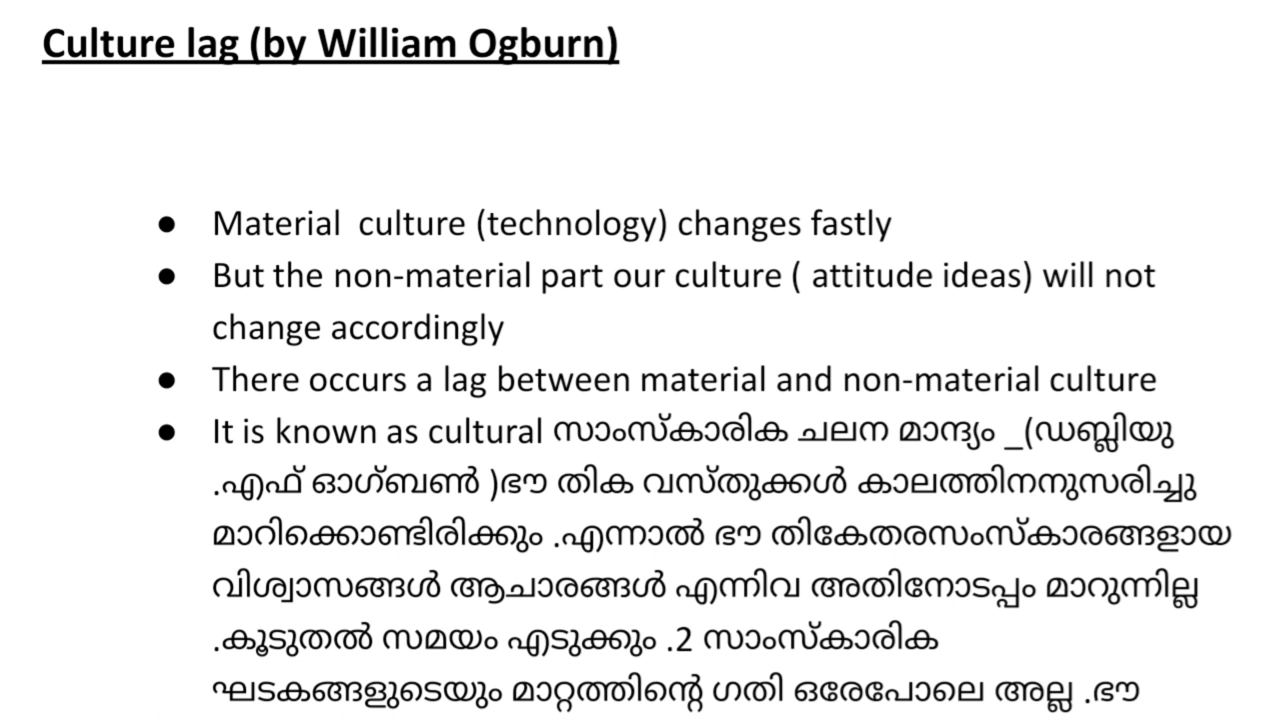 Culture lag (by William Ogburn)
● Material culture (technology) changes fastly
● But the non-material part our culture ( attitude ideas) will not
change accordingly
● There occurs a lag between material and non-material culture
● It is known as cultural സാംസ്കാരിക ചലന മാന്ദ്യം _(ഡബ്ലിയു
.എഫ് ഓഗ്ബൺ )ഭൗ തിക വസ്തുക്കൾ കാലത്തിനനുസരിച്ചു
മാറിക്കൊണ്ടിരിക്കും .എന്നാൽ ഭൗ തികേതരസംസ്കാരങ്ങളായ
വിശ്വാസങ്ങൾ ആചാരങ്ങൾ എന്നിവ അതിനോടപ്പം മാറുന്നില്ല
.കൂടുതൽ സമയം എടുക്കും .2 സാംസ്കാരിക
ഘടകങ്ങളുടെയും മാറ്റത്തിന്റെ ഗതി ഒരേപോലെ അല്ല .ഭൗ